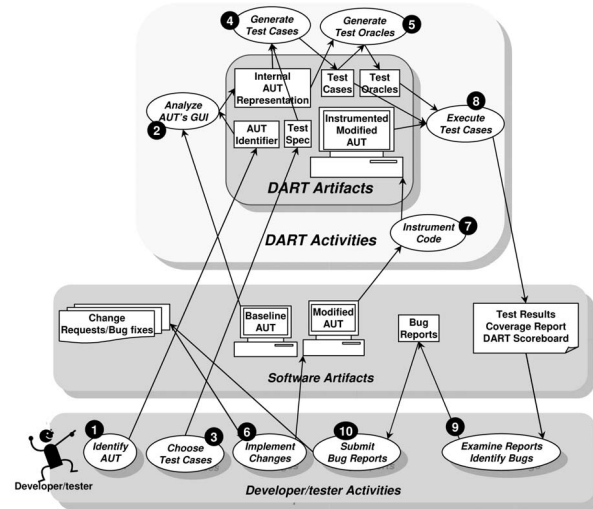 4
Generate
Test Cases
Generate
Test Oracles
5
Internal
AUT
Representation
Test
Cases
Test
Oracles
8
Analyze
AUT's GUI
2
AUT
Identifier
Test
Spec
Instrumented
Modified
AUT
Execute
Test Cases
DART Artifacts
DART Activities
Instrument
Code
7
Change
Requests/Bug fixes
Baseline
AUT
Modified
AUT
Bug
Reports
Test Results
Coverage Report
DART Scoreboard
Software Artifacts
1
Identify
AUT
Choose
Test Cases
3
6
Implement
Changes
10
Submit
Bug Reports
9
Examine Reports
Identify Bugs
Developer/tester
Developer/tester Activities